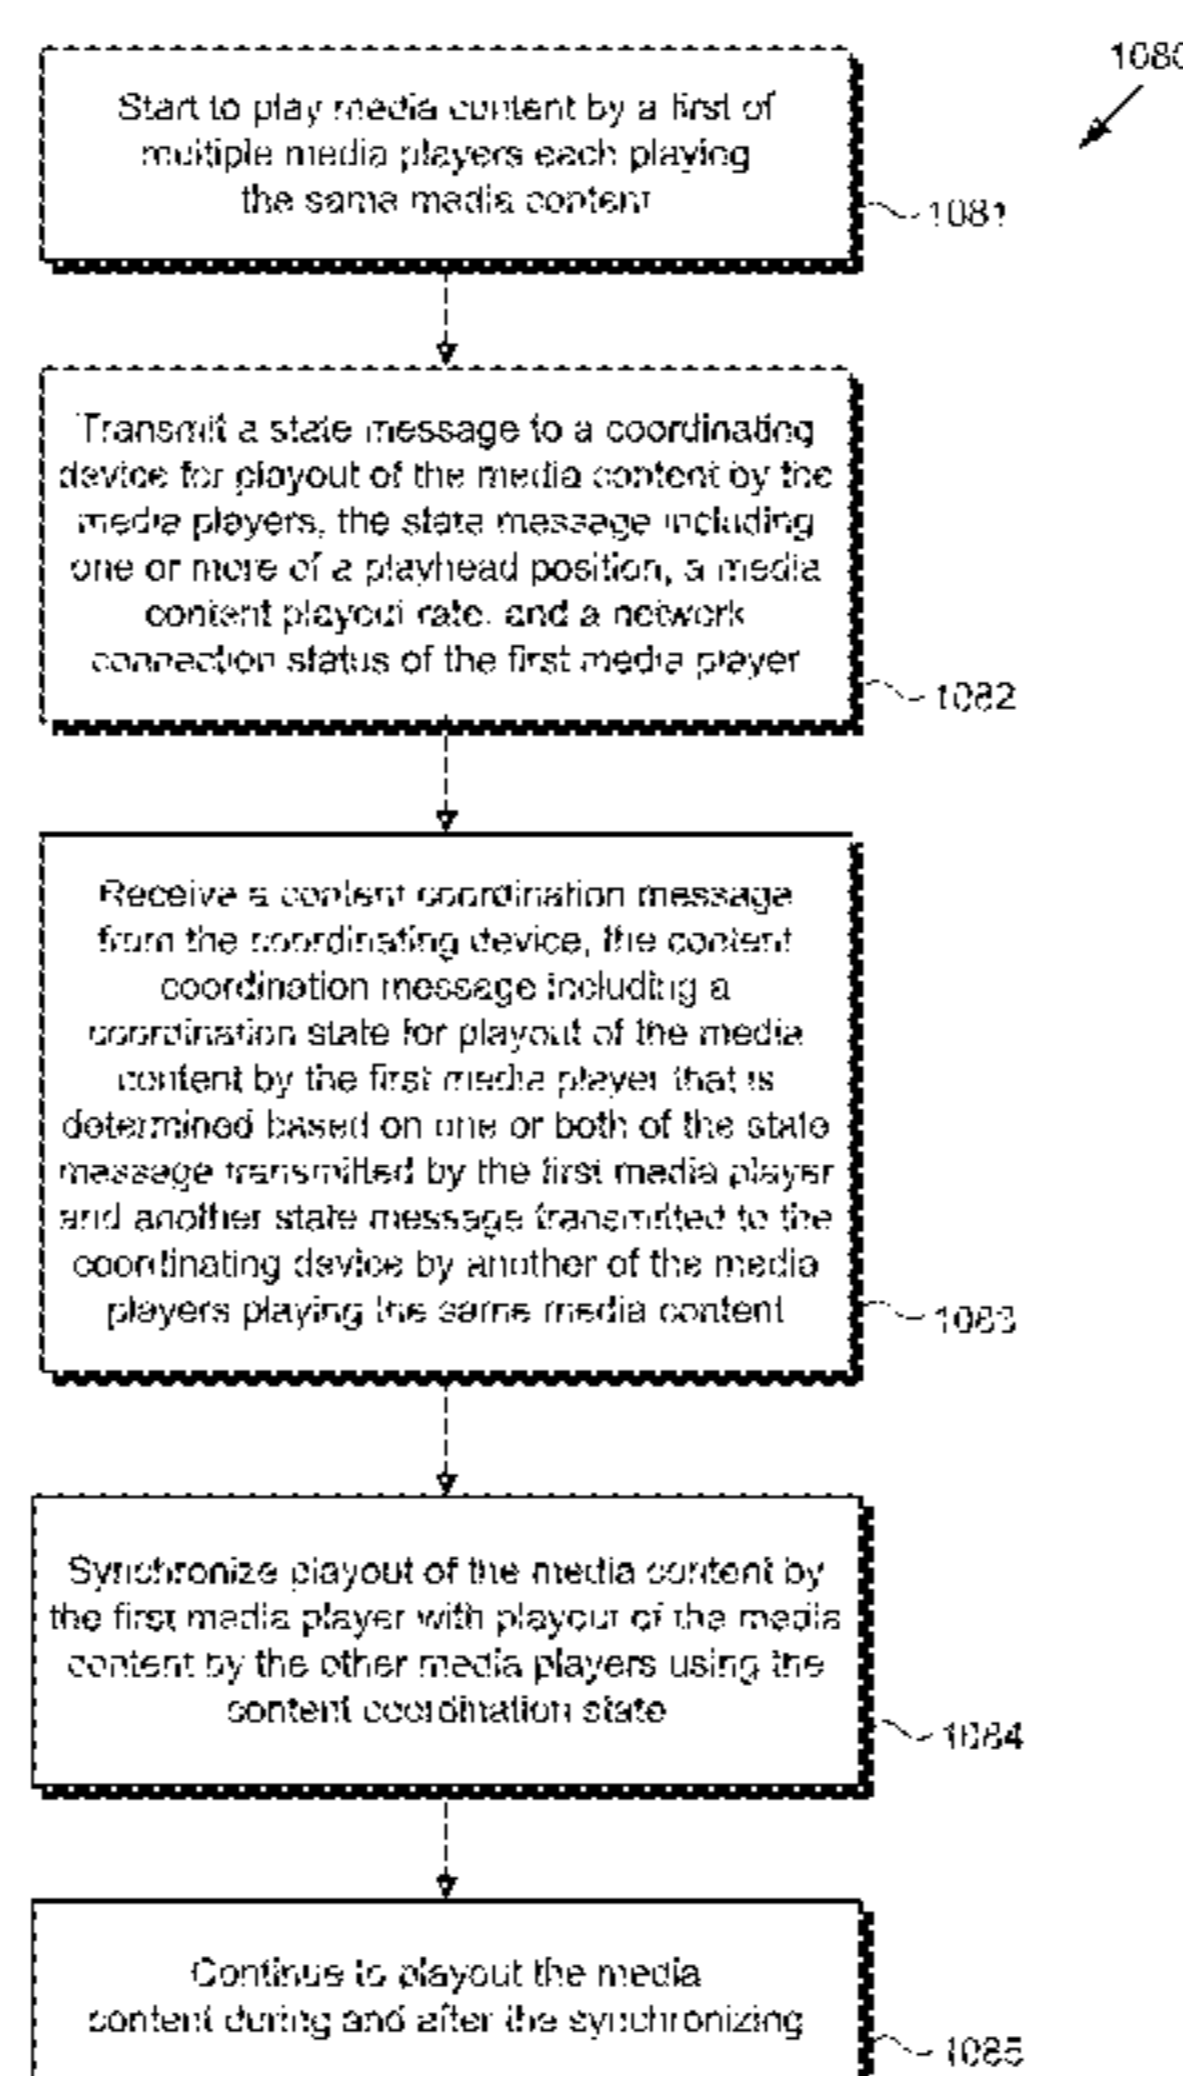 1080
Start to play media content by a first of
multiple media players each playing
the same media content
1081
Transmit a state message to a coordinating
device for playout of the media content by the
media players, the state message including
one or more of a playhead position, a media
content playout rate, and a network
connection status of the first media player
1082
Receive a content coordination message
from the coordinating device, the content
coordination message including a
coordination state for playout of the media
content by the first media player that is
determined based on one or both of the state
message transmitted by the first media player
and another state message transmitted to the
coordinating device by another of the media
players playing the same media content
1083
Synchronize playout of the media content by
the first media player with playout of the media
content by the other media players using the
content coordination state
1084
Continue to playout the media
content during and after the synchronizing
1085